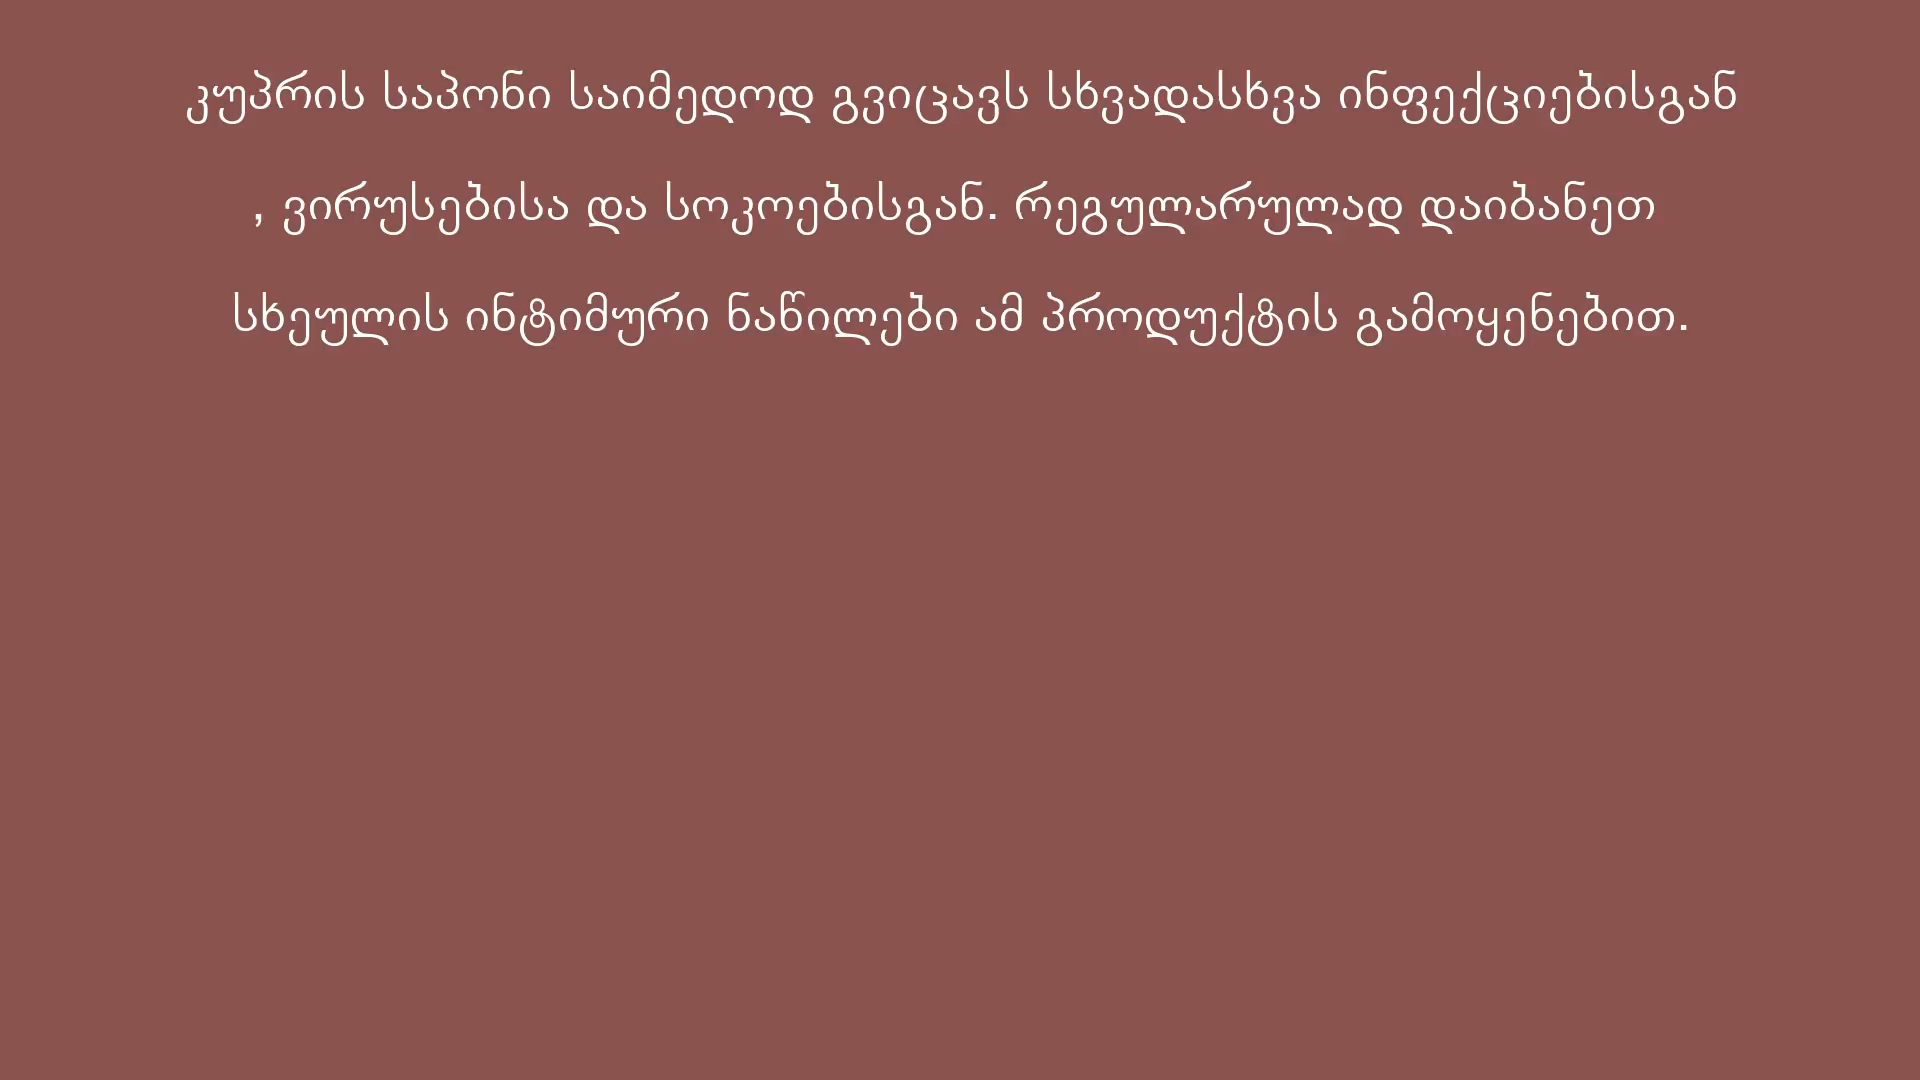 კუპრის საპონი საიმედოდ გვიცავს სხვადასხვა ინფექციებისგან
, ვირუსებისა და სოკოებისგან. რეგულარულად დაიბანეთ
სხეულის ინტიმური ნაწილები ამ პროდუქტის გამოყენებით.